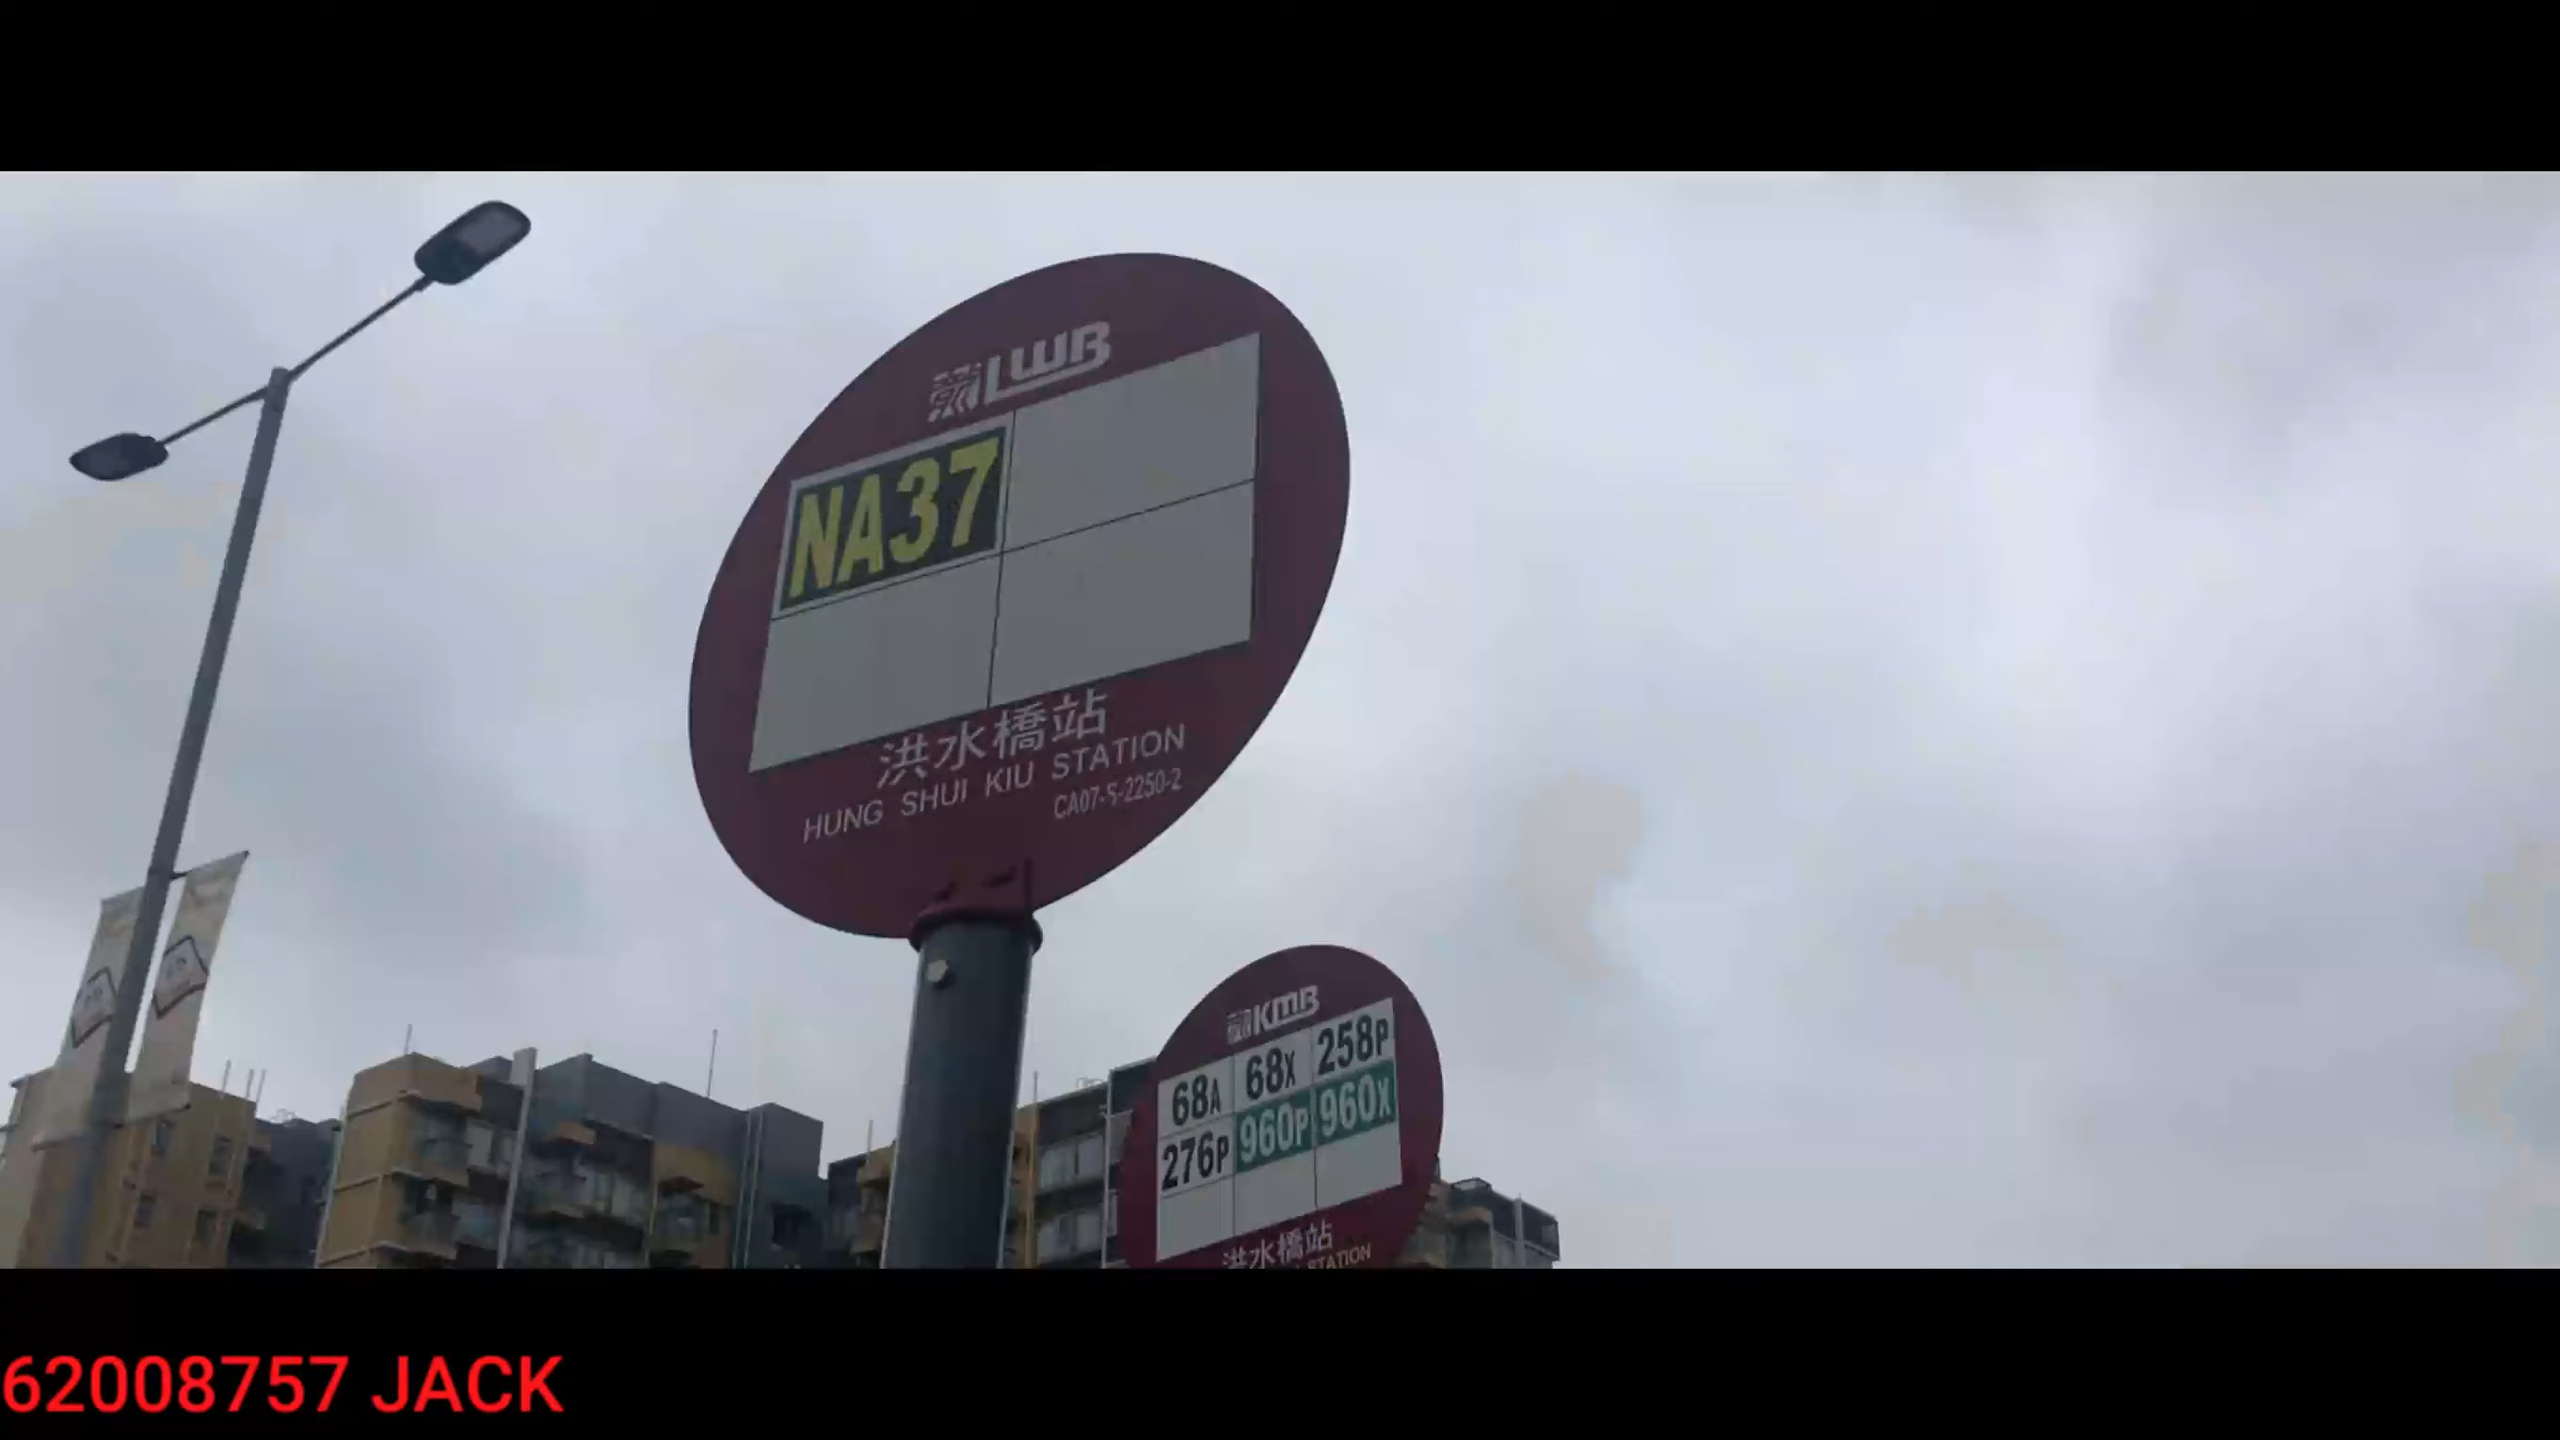 LWB
NA37
洪水橋站
HUNG SHUI KIU STATION
CA07-S-2250-2
KMB
68A 68X 258P
276P 960P 960X
洪水橋站
STATION
62008757 JACK